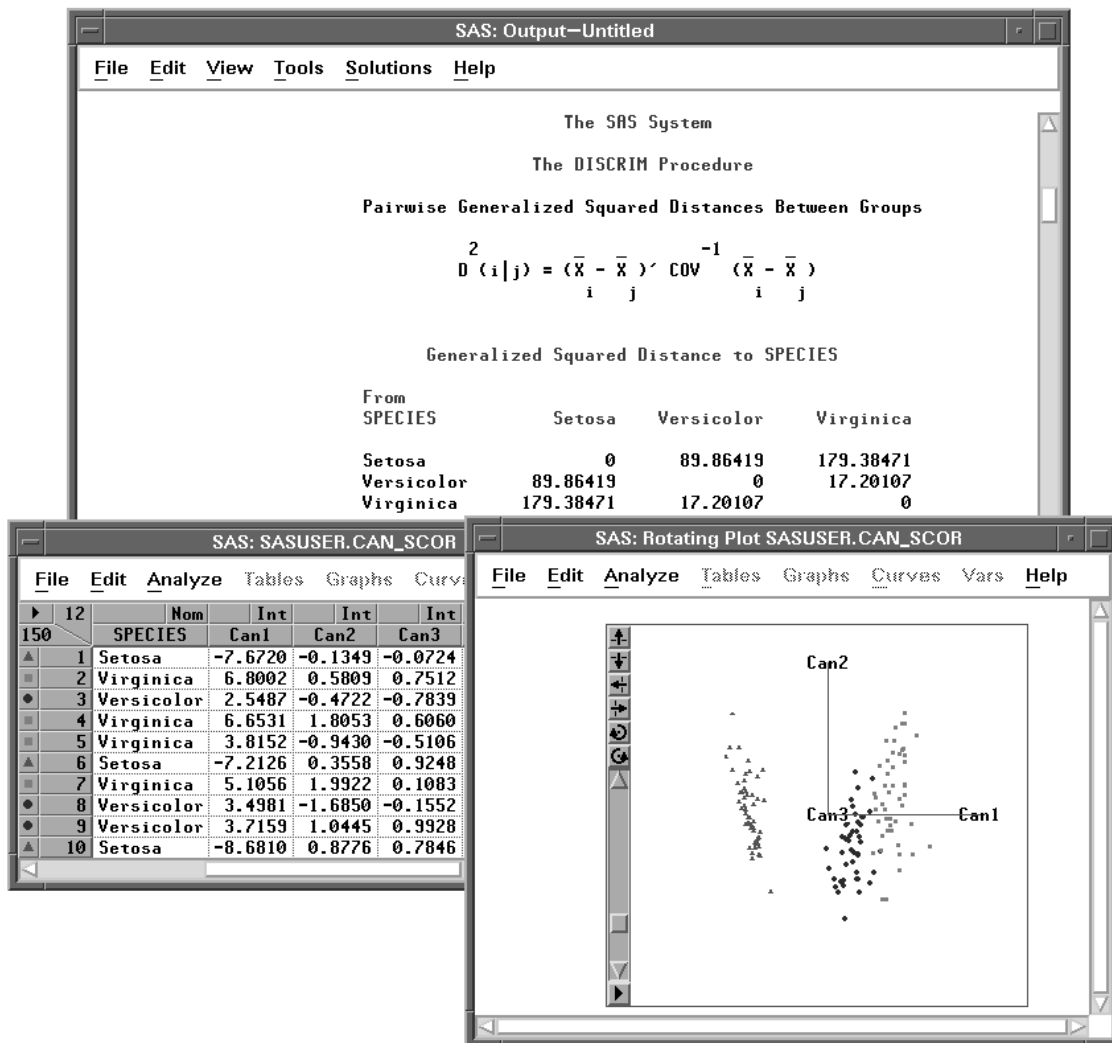 SAS: Output—Untitled
File Edit View Tools Solutions Help
The SAS System
The DISCRIM Procedure
Pairwise Generalized Squared Distances Between Groups
2 _ _ -1 _ _
D (i|j) = (X - X )′ COV (X - X )
i j i j
Generalized Squared Distance to SPECIES
From
SPECIES Setosa Versicolor Virginica
Setosa 0 89.86419 179.38471
Versicolor 89.86419 0 17.20107
Virginica 179.38471 17.20107 0
SAS: SASUSER.CAN_SCOR
File Edit Analyze Tables Graphs Curv
12 Nom Int Int Int
150 SPECIES Can1 Can2 Can3
1 Setosa -7.6720 -0.1349 -0.0724
2 Virginica 6.8002 0.5809 0.7512
3 Versicolor 2.5487 -0.4722 -0.7839
4 Virginica 6.6531 1.8053 0.6060
5 Virginica 3.8152 -0.9430 -0.5106
6 Setosa -7.2126 0.3558 0.9248
7 Virginica 5.1056 1.9922 0.1083
8 Versicolor 3.4981 -1.6850 -0.1552
9 Versicolor 3.7159 1.0445 0.9928
10 Setosa -8.6810 0.8776 0.7846
SAS: Rotating Plot SASUSER.CAN_SCOR
File Edit Analyze Tables Graphs Curves Vars Help
Can2
Can3 Can1